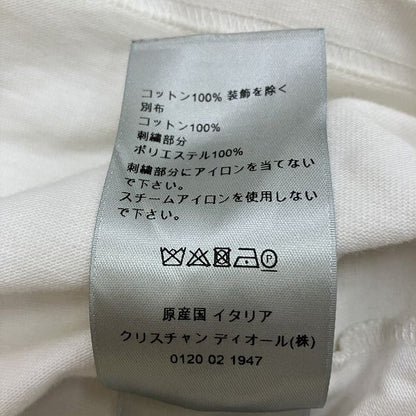 コットン100% 装飾を除く
別布
コットン100%
刺繍部分
ポリエステル100%
刺繍部分にアイロンを当てない
で下さい。
スチームアイロンを使用しない
で下さい。
P
原産国 イタリア
クリスチャン ディオール(株)
0120 02 1947